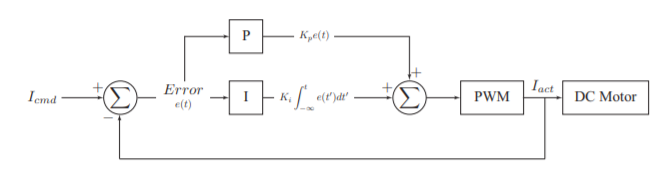 P
K_p e(t)
I_cmd
+
Σ
−
Error
e(t)
I
K_i ∫_{-∞}^{t} e(t')dt'
+
+
Σ
PWM
I_act
DC Motor